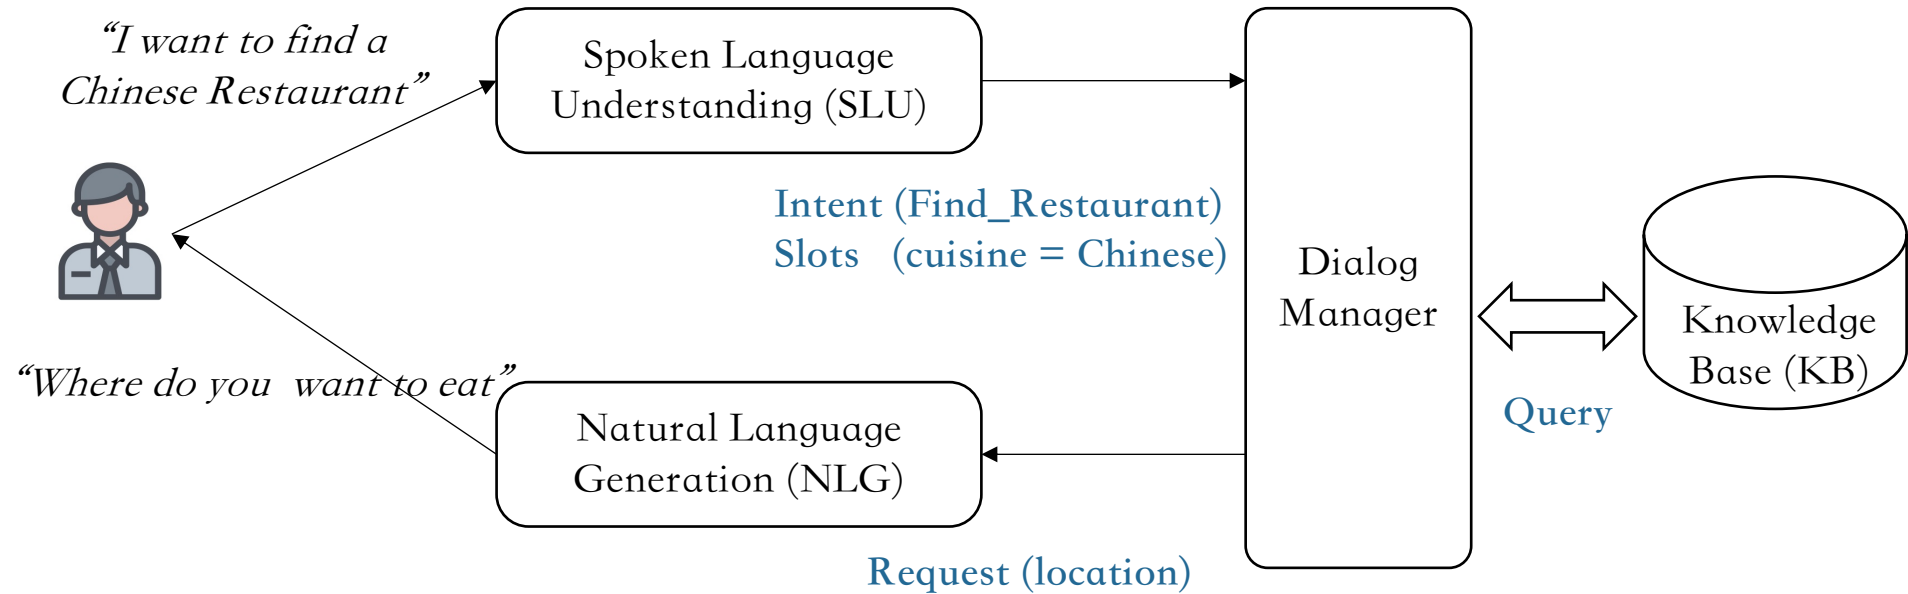 “I want to find a
Chinese Restaurant”
Spoken Language
Understanding (SLU)
Intent (Find_Restaurant)
Slots (cuisine = Chinese)
Dialog
Manager
Knowledge
Base (KB)
Query
“Where do you want to eat”
Natural Language
Generation (NLG)
Request (location)